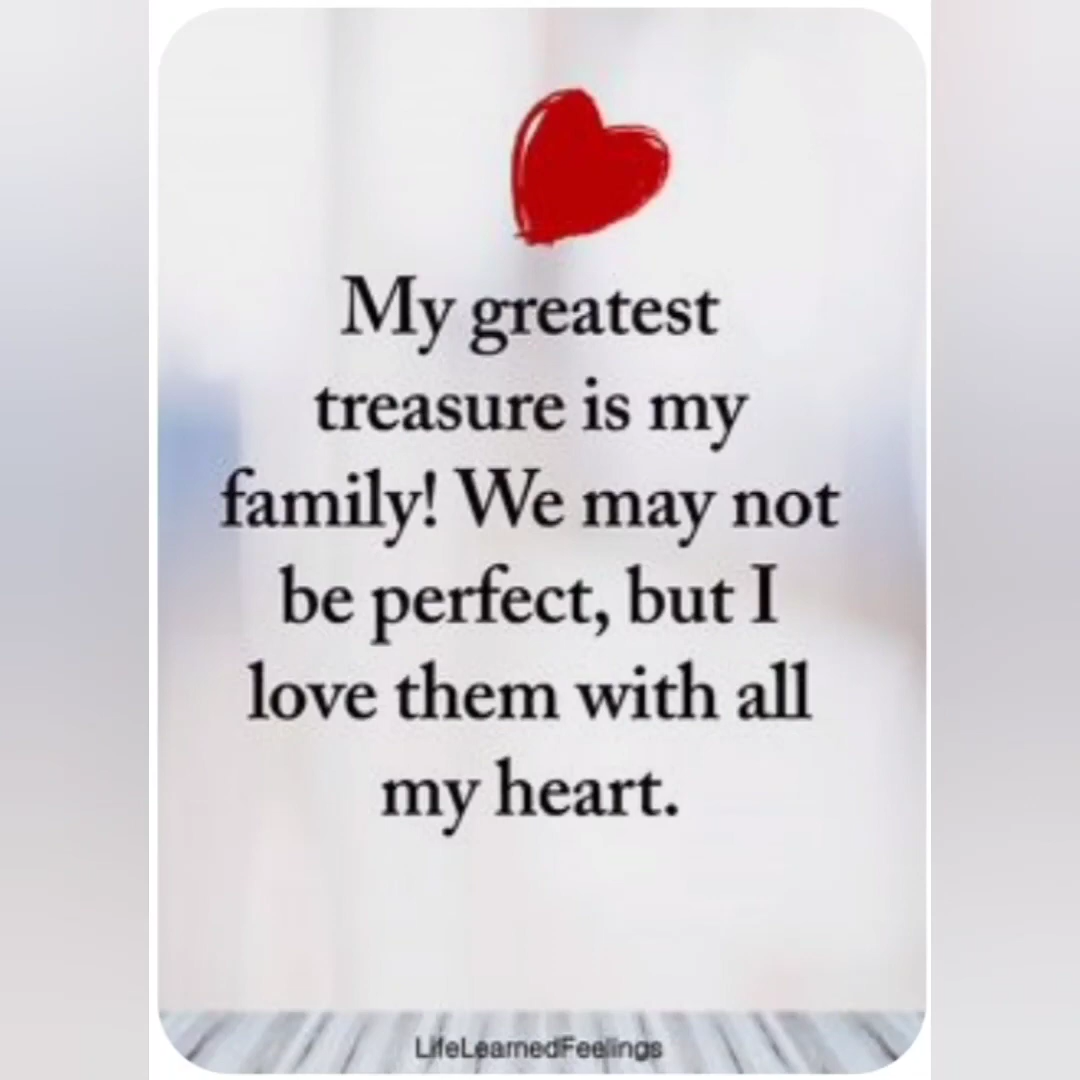 My greatest
treasure is my
family! We may not
be perfect, but I
love them with all
my heart.
LifeLearnedFeelings